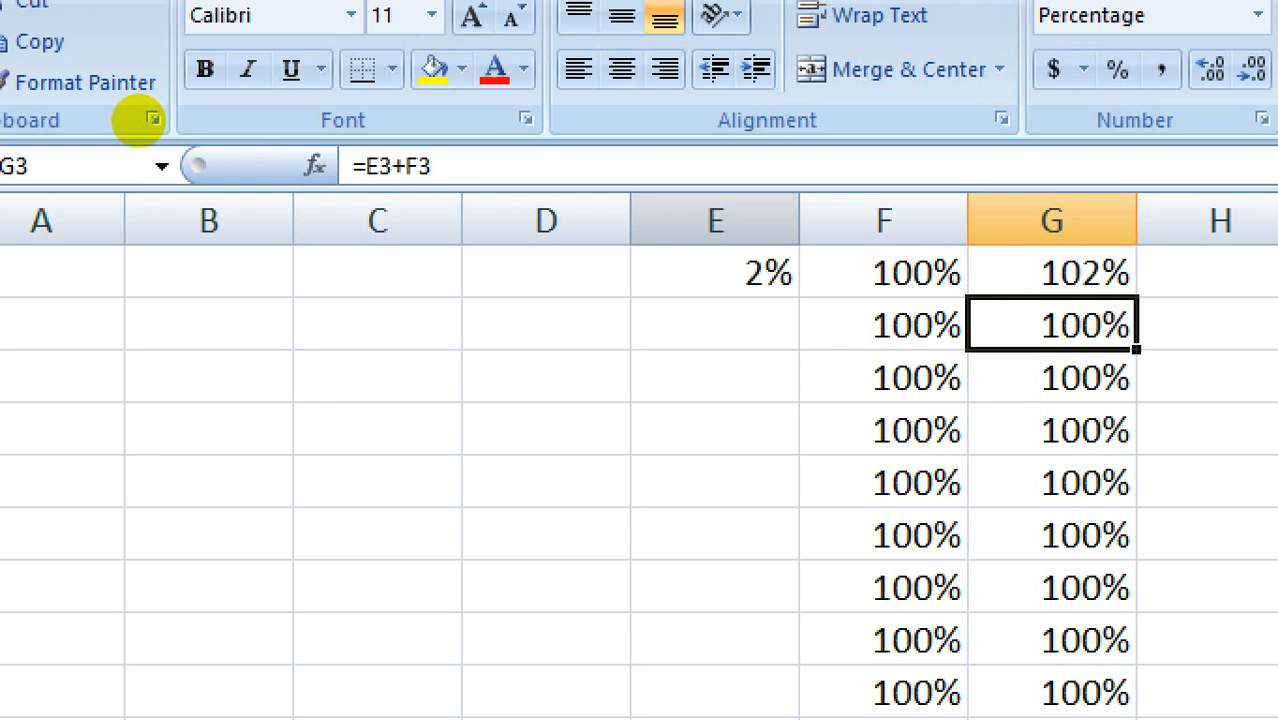 Cut
Calibri 11 Wrap Text Percentage
Copy
Format Painter B I U A Merge & Center $ % ,
board Font Alignment Number
G3 fx =E3+F3
A B C D E F G H
2% 100% 102%
100% 100%
100% 100%
100% 100%
100% 100%
100% 100%
100% 100%
100% 100%
100% 100%